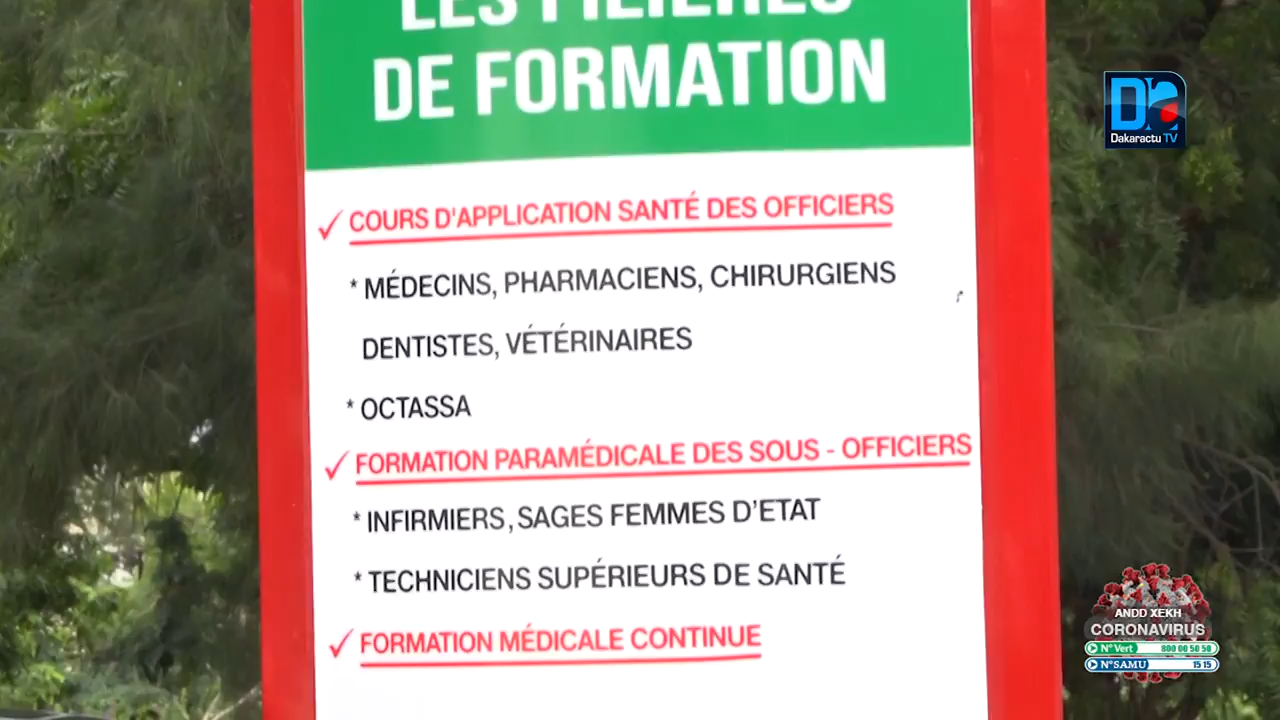 LES FILIÈRES
DE FORMATION
COURS D'APPLICATION SANTÉ DES OFFICIERS
* MÉDECINS, PHARMACIENS, CHIRURGIENS
DENTISTES, VÉTÉRINAIRES
* OCTASSA
FORMATION PARAMÉDICALE DES SOUS - OFFICIERS
* INFIRMIERS, SAGES FEMMES D'ETAT
* TECHNICIENS SUPÉRIEURS DE SANTÉ
FORMATION MÉDICALE CONTINUE
D
Dakaractu TV
ANDD XEKH
CORONAVIRUS
N° Vert 800 00 50 50
N° SAMU 15 15